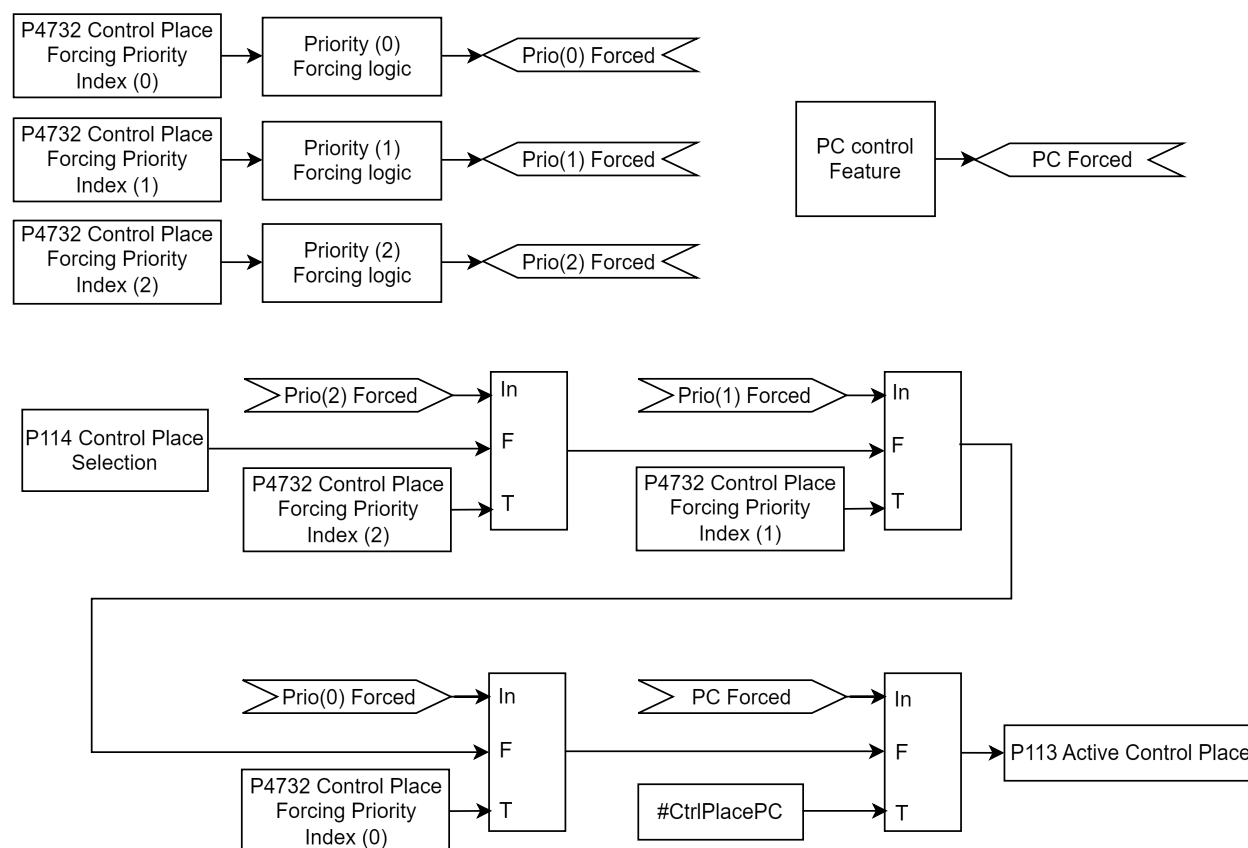 P4732 Control Place
Forcing Priority
Index (0)
Priority (0)
Forcing logic
Prio(0) Forced
P4732 Control Place
Forcing Priority
Index (1)
Priority (1)
Forcing logic
Prio(1) Forced
PC control
Feature
PC Forced
P4732 Control Place
Forcing Priority
Index (2)
Priority (2)
Forcing logic
Prio(2) Forced
P114 Control Place
Selection
Prio(2) Forced
P4732 Control Place
Forcing Priority
Index (2)
In
F
T
Prio(1) Forced
P4732 Control Place
Forcing Priority
Index (1)
In
F
T
Prio(0) Forced
P4732 Control Place
Forcing Priority
Index (0)
In
F
T
PC Forced
#CtrlPlacePC
In
F
T
P113 Active Control Place